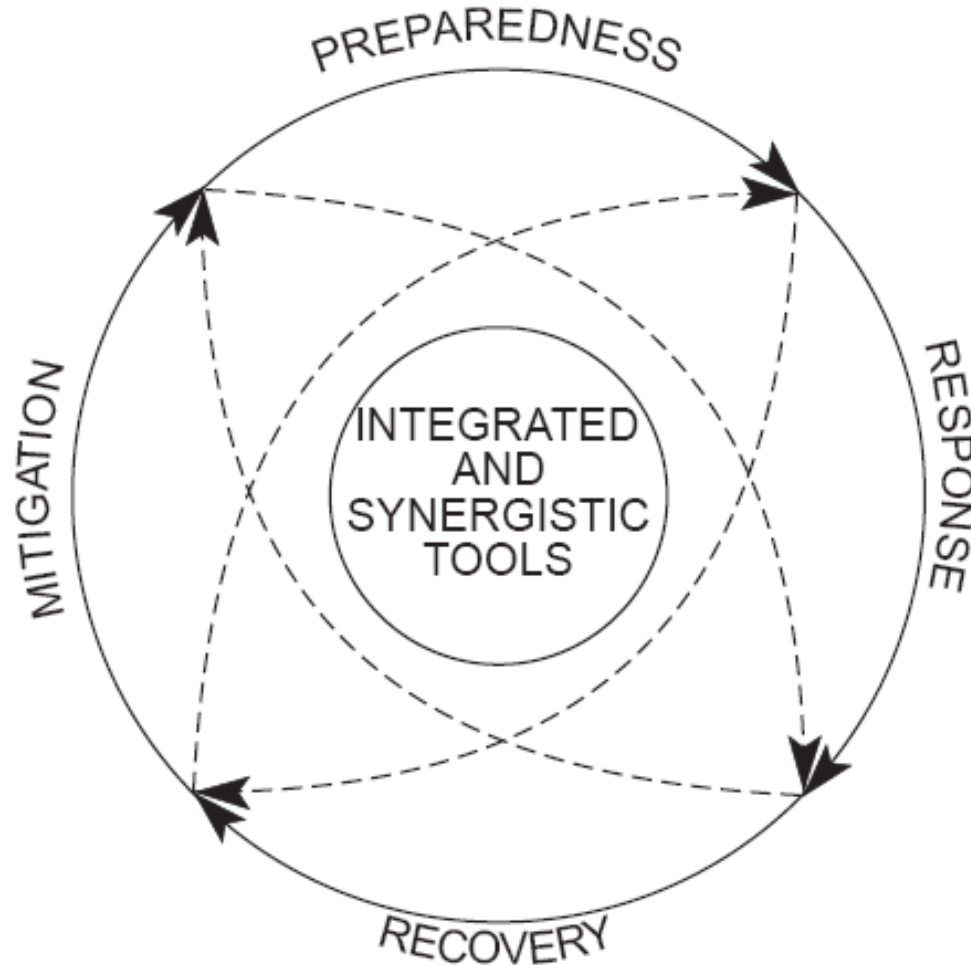 PREPAREDNESS
RESPONSE
MITIGATION
INTEGRATED
AND
SYNERGISTIC
TOOLS
RECOVERY